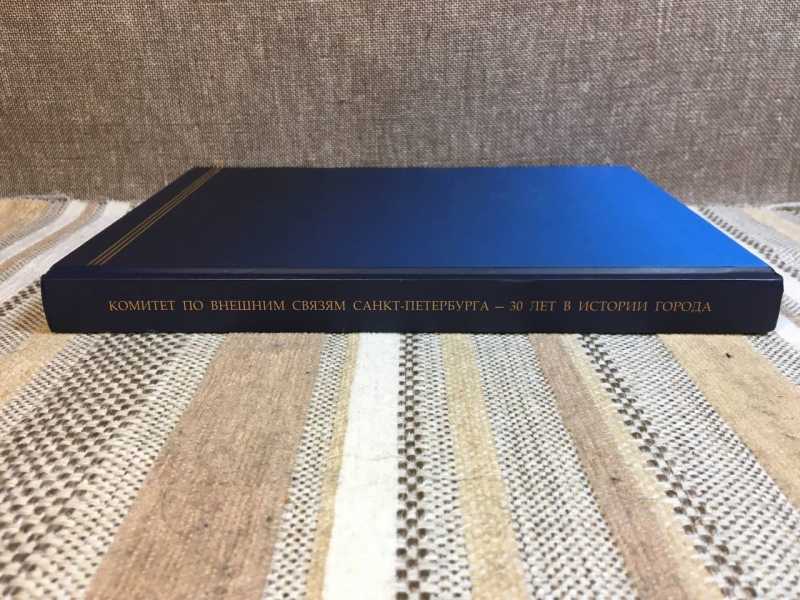 КОМИТЕТ ПО ВНЕШНИМ СВЯЗЯМ САНКТ-ПЕТЕРБУРГА – 30 ЛЕТ В ИСТОРИИ ГОРОДА